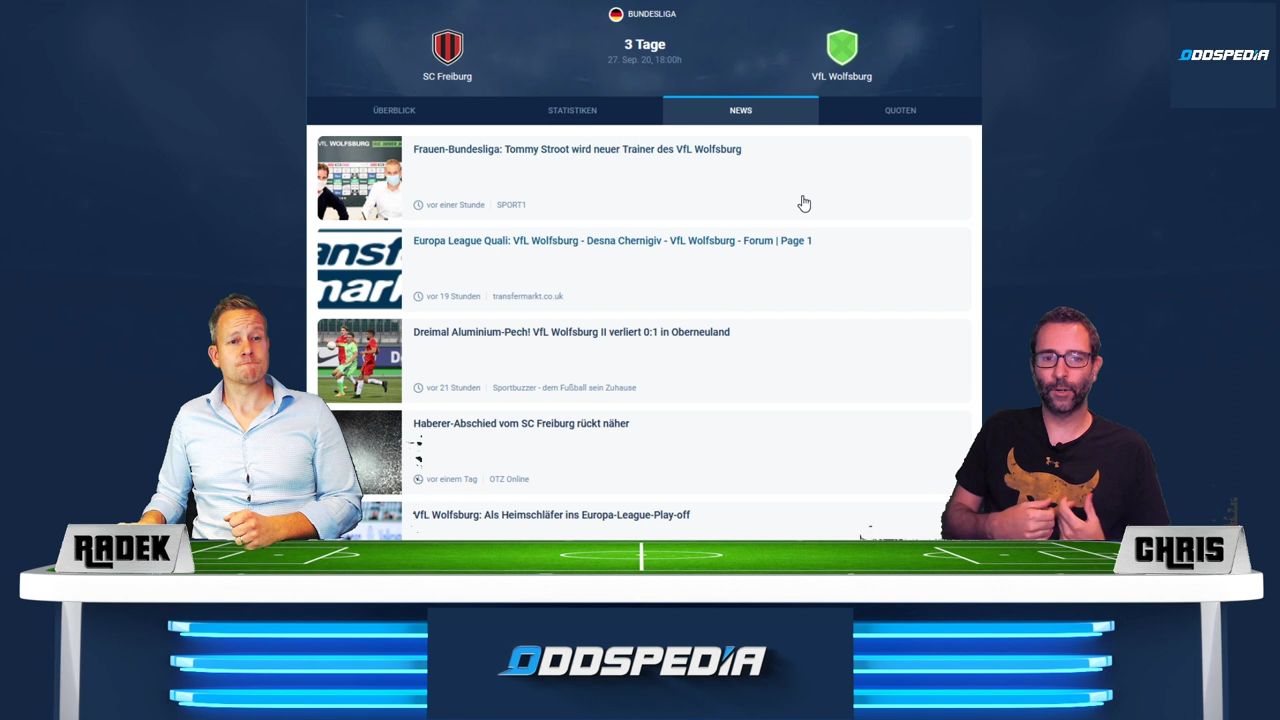 BUNDESLIGA
3 Tage
27. Sep. 20, 18:00h
SC Freiburg
VfL Wolfsburg
ODDSPEDIA
ÜBERBLICK
STATISTIKEN
NEWS
QUOTEN
VfL WOLFSBURG
Frauen-Bundesliga: Tommy Stroot wird neuer Trainer des VfL Wolfsburg
vor einer Stunde
SPORT1
Europa League Quali: VfL Wolfsburg - Desna Chernigiv - VfL Wolfsburg - Forum | Page 1
vor 19 Stunden
transfermarkt.co.uk
Dreimal Aluminium-Pech! VfL Wolfsburg II verliert 0:1 in Oberneuland
vor 21 Stunden
Sportbuzzer - dem Fußball sein Zuhause
Haberer-Abschied vom SC Freiburg rückt näher
vor einem Tag
OTZ Online
VfL Wolfsburg: Als Heimschläfer ins Europa-League-Play-off
RADEK
CHRIS
ODDSPEDIA